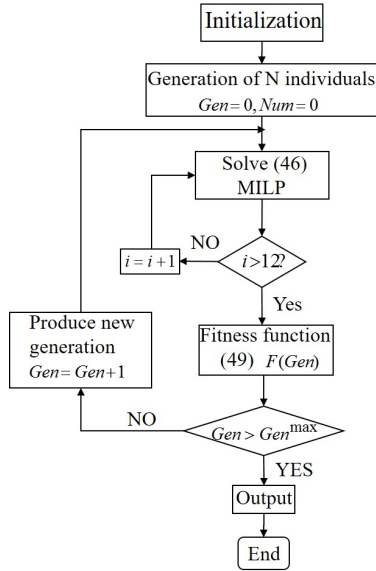 Initialization
Generation of N individuals
Gen = 0, Num = 0
Solve (46)
MILP
NO
i = i +1
i >12?
Yes
Produce new
generation
Gen = Gen+1
Fitness function
(49) F(Gen)
NO
Gen > Gen^max
YES
Output
End